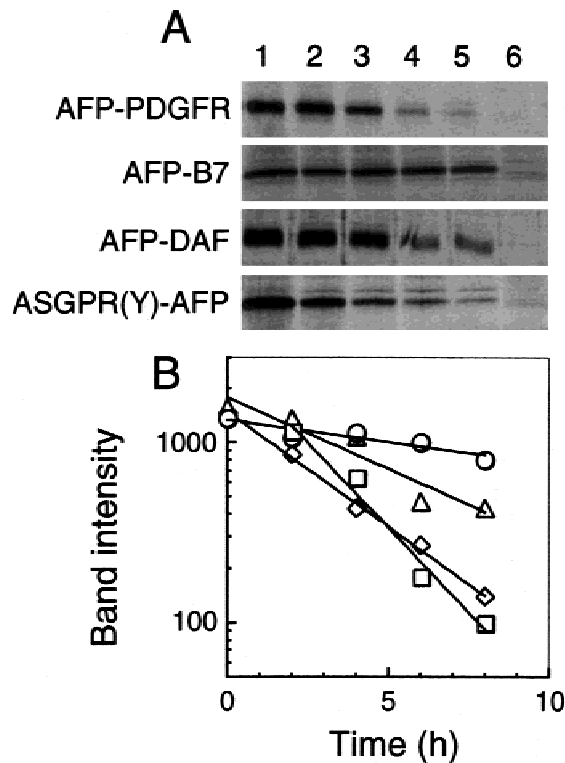 A
1 2 3 4 5 6
AFP-PDGFR
AFP-B7
AFP-DAF
ASGPR(Y)-AFP
B
1000
100
Band intensity
0 5 10
Time (h)